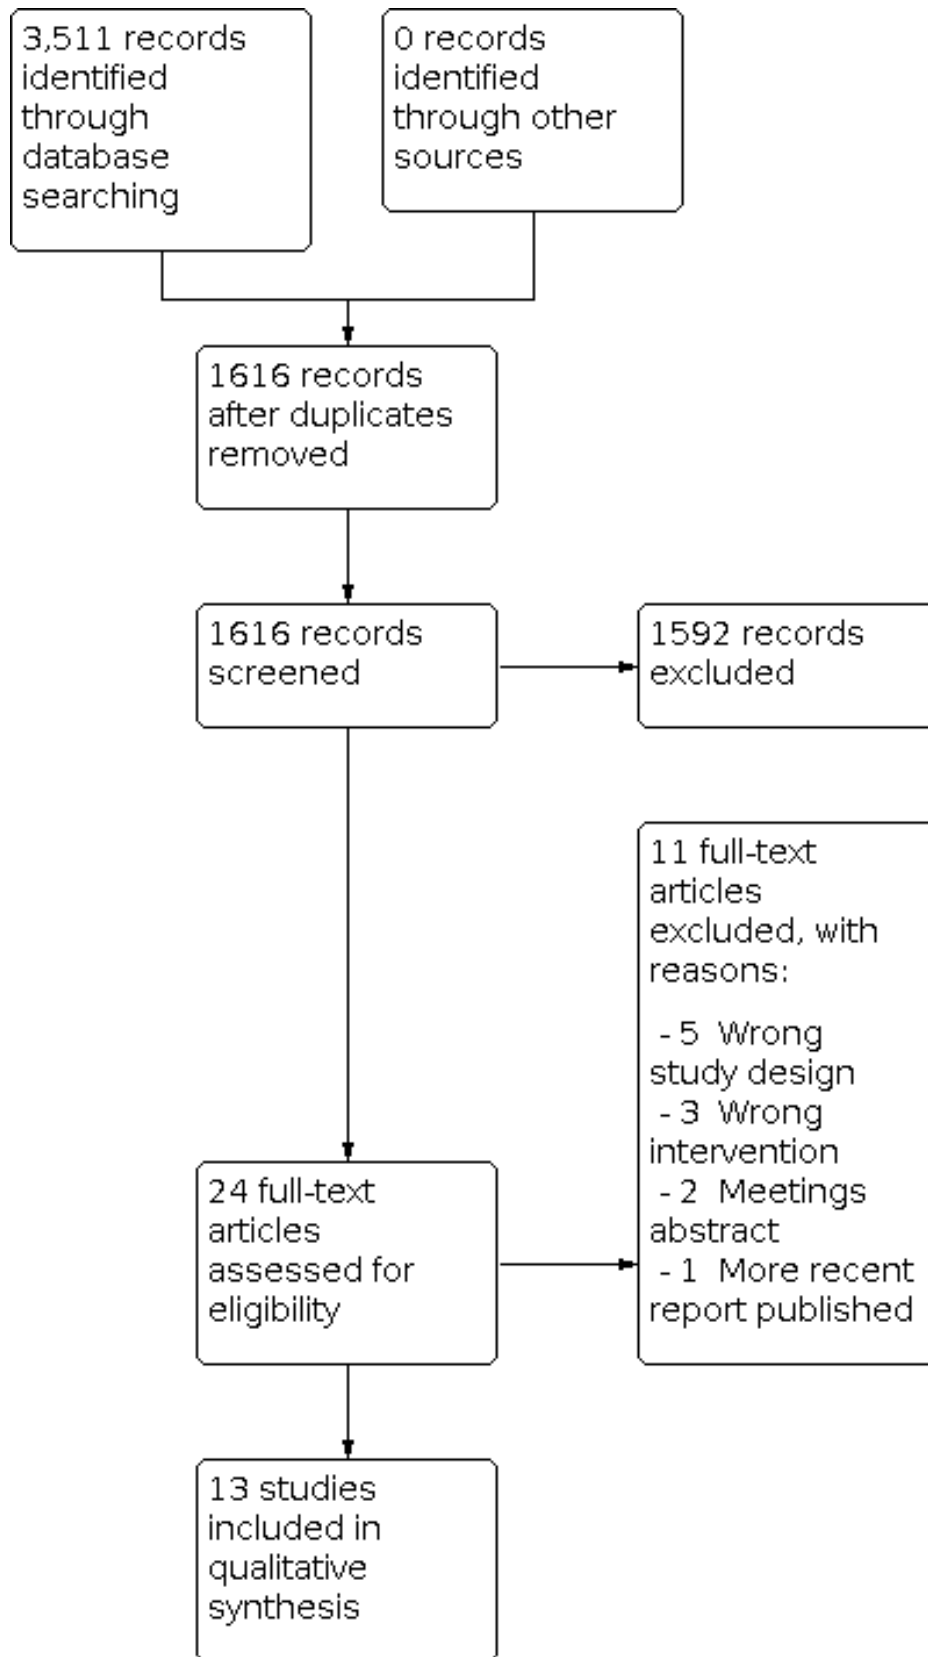 3,511 records
identified
through
database
searching
0 records
identified
through other
sources
1616 records
after duplicates
removed
1616 records
screened
1592 records
excluded
11 full-text
articles
excluded, with
reasons:
- 5 Wrong
study design
- 3 Wrong
intervention
- 2 Meetings
abstract
- 1 More recent
report published
24 full-text
articles
assessed for
eligibility
13 studies
included in
qualitative
synthesis